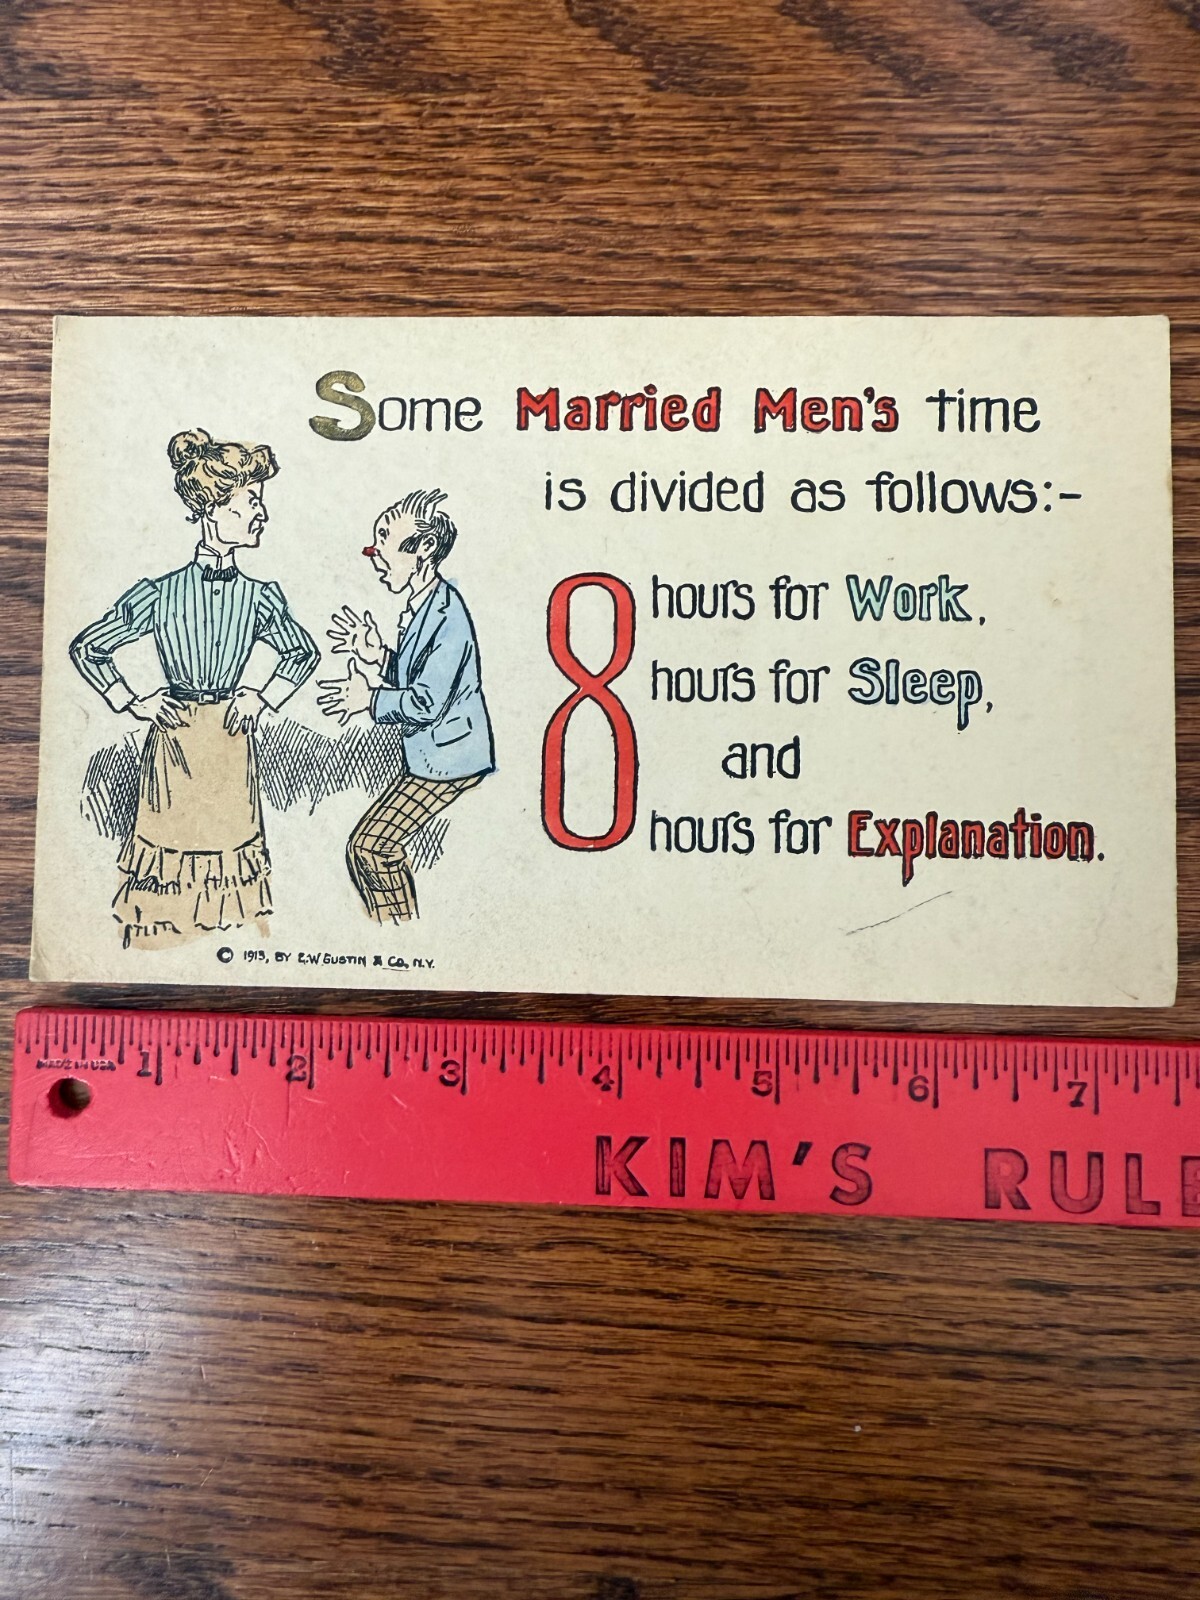 Some Married Men's time
is divided as follows:-
8 hours for Work,
hours for Sleep,
and
hours for Explanation.
© 1913, BY E.W GUSTIN & CO, N.Y.
MADE IN USA
1 2 3 4 5 6 7
KIM'S RULE